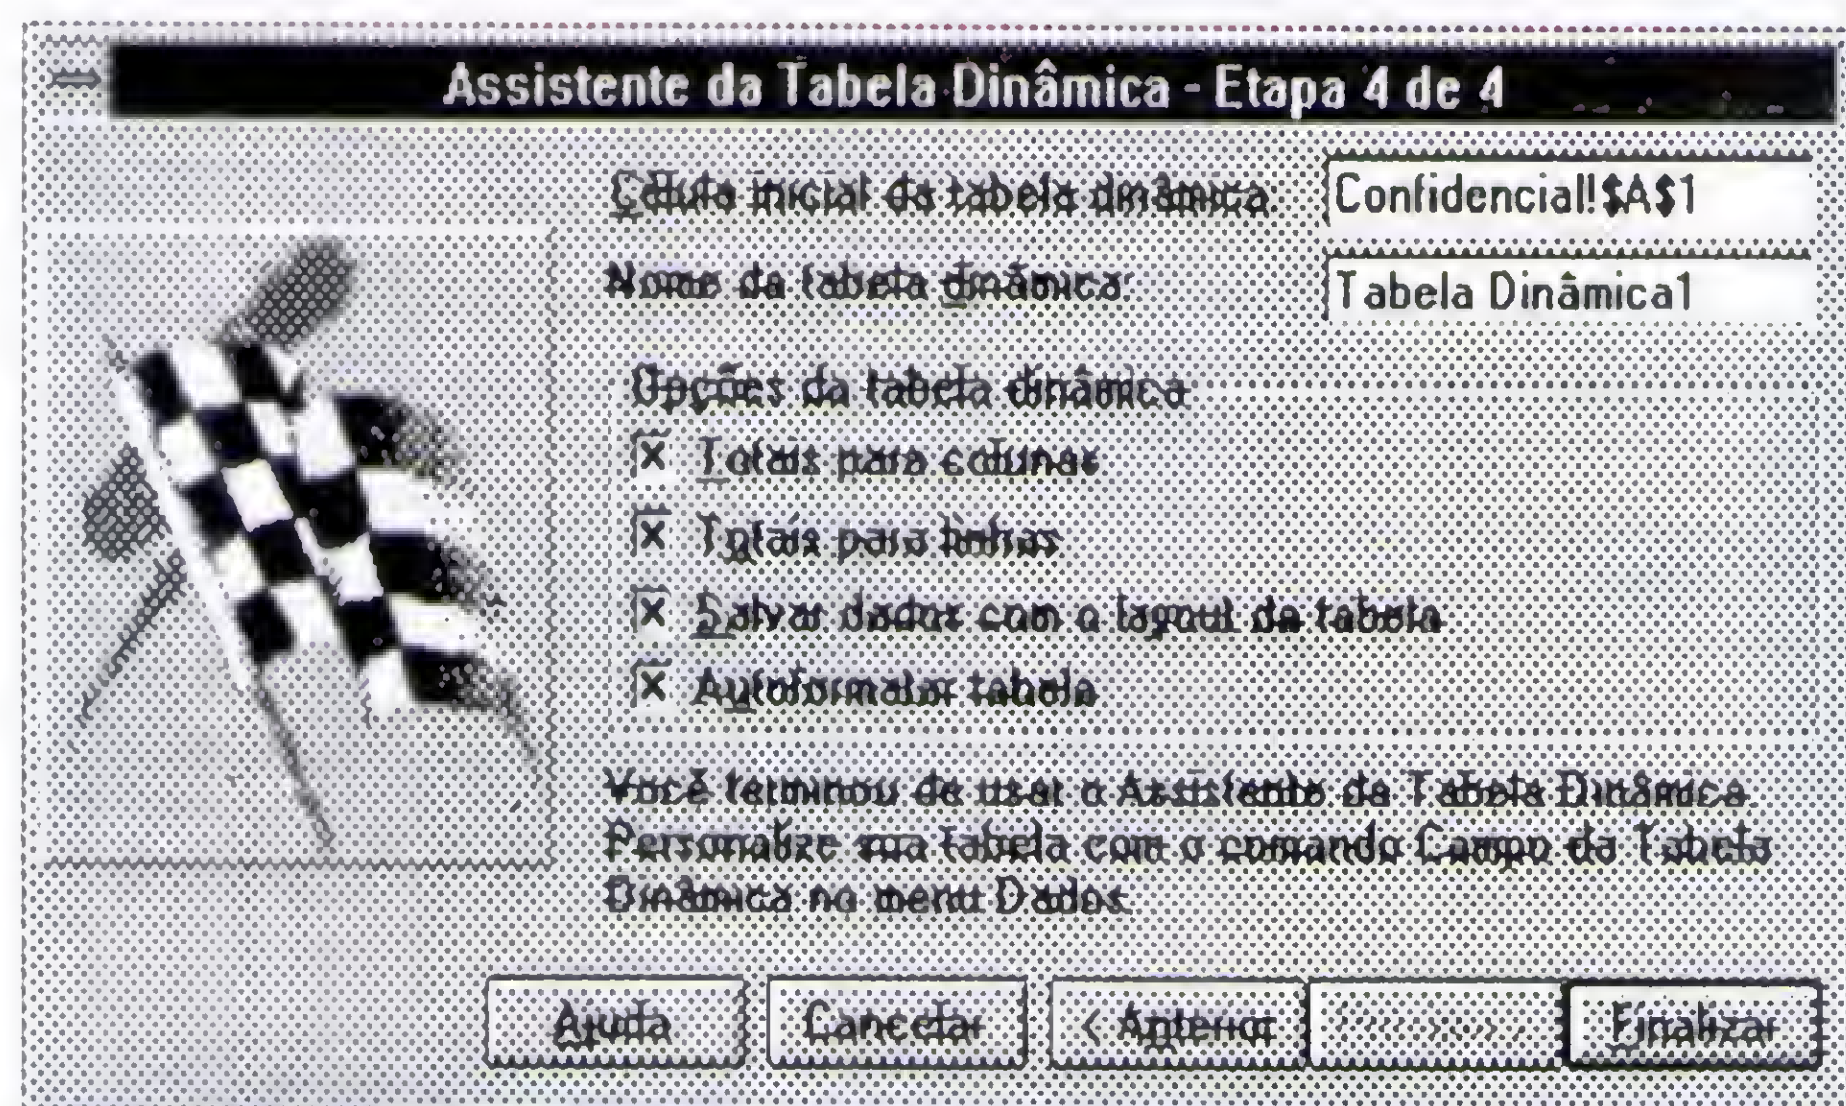 Assistente da Tabela Dinâmica - Etapa 4 de 4
Célula inicial da tabela dinâmica: Confidencial!$A$1
Nome da tabela dinâmica: Tabela Dinâmica1
Opções da tabela dinâmica
Totais para colunas
Totais para linhas
Salvar dados com o layout da tabela
Autoformatar tabela
Você terminou de usar o Assistente da Tabela Dinâmica.
Personalize sua tabela com o comando Campo da Tabela
Dinâmica no menu Dados.
Ajuda Cancelar < Anterior Finalizar